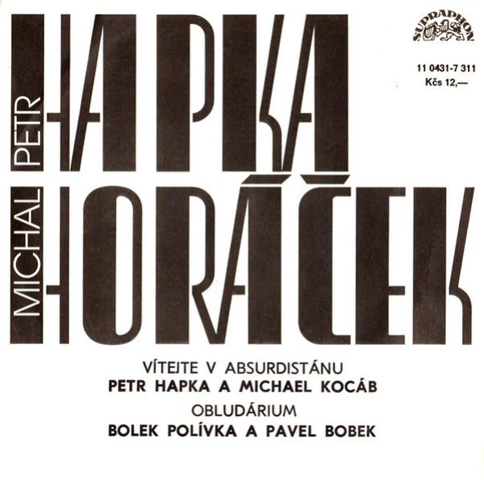 SUPRAPHON
11 0431-7 311
Kčs 12,—
PETR HAPKA
MICHAL HORÁČEK
VÍTEJTE V ABSURDISTÁNU
PETR HAPKA A MICHAEL KOCÁB
OBLUDÁRIUM
BOLEK POLÍVKA A PAVEL BOBEK